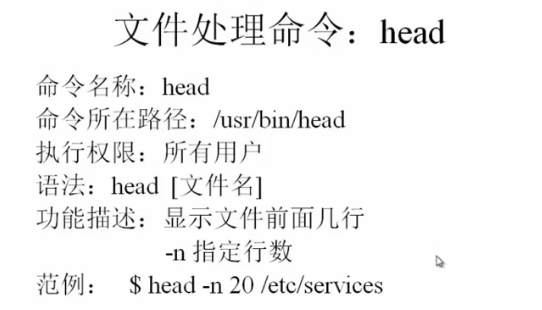 文件处理命令：head
命令名称：head
命令所在路径：/usr/bin/head
执行权限：所有用户
语法：head [文件名]
功能描述：显示文件前面几行
-n 指定行数
范例： $ head -n 20 /etc/services